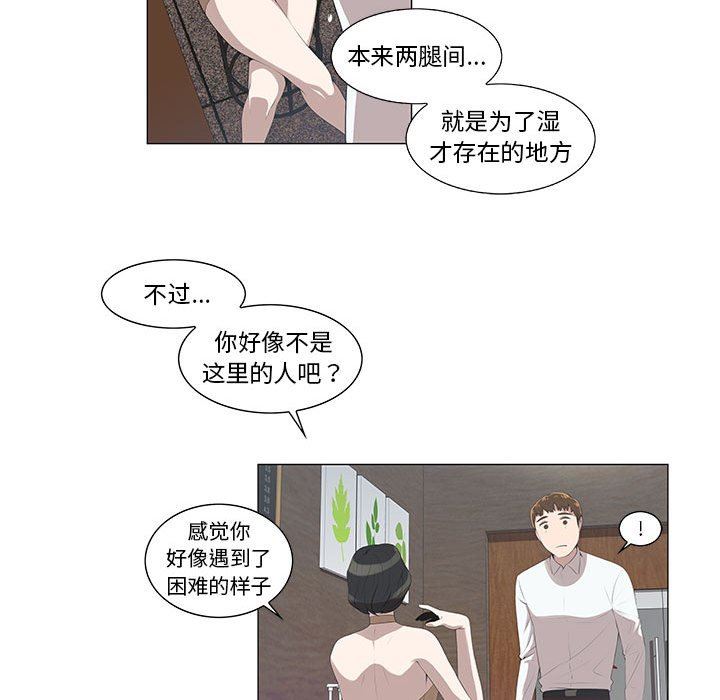 本来两腿间...
就是为了湿
才存在的地方
不过...
你好像不是
这里的人吧？
感觉你
好像遇到了
困难的样子
!